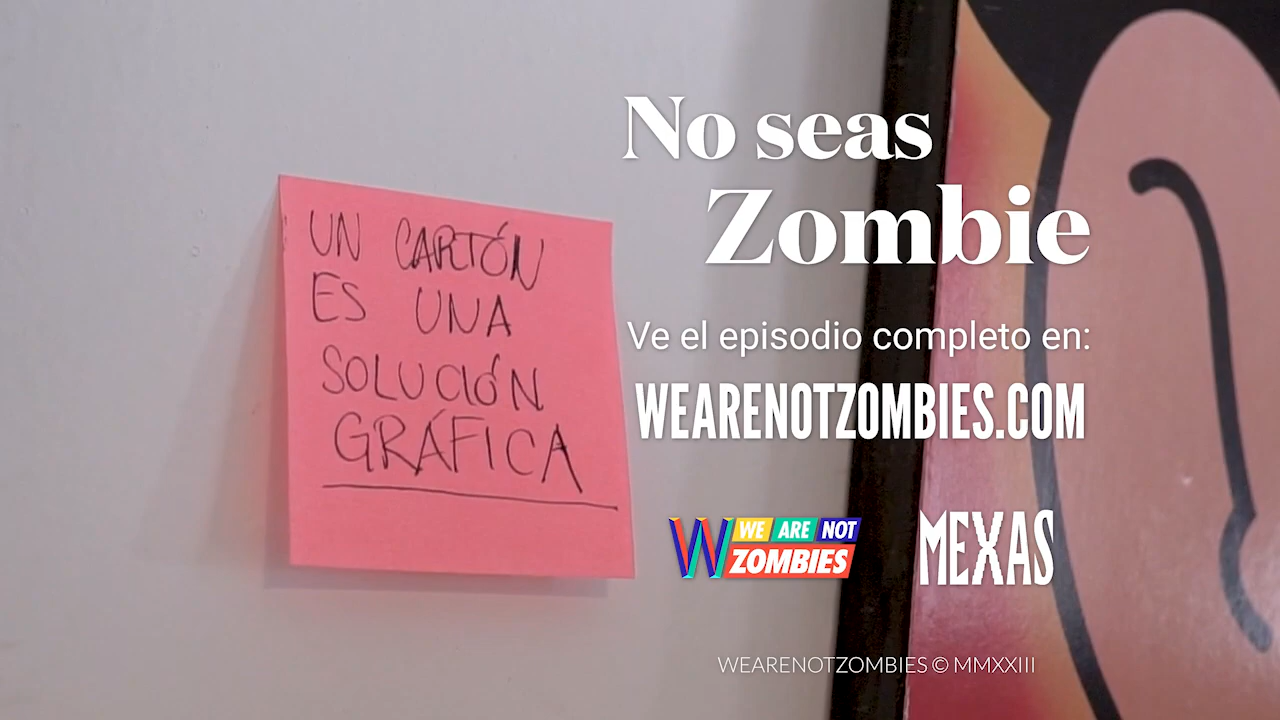 UN CARTÓN
ES UNA
SOLUCIÓN
GRÁFICA
No seas
Zombie
Ve el episodio completo en:
WEARENOTZOMBIES.COM
W WE ARE NOT
ZOMBIES
MEXAS
WEARENOTZOMBIES © MMXXIII